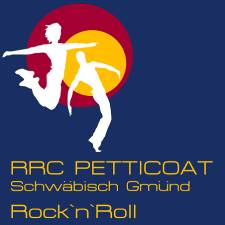 RRC PETTICOAT
Schwäbisch Gmünd
Rock`n`Roll